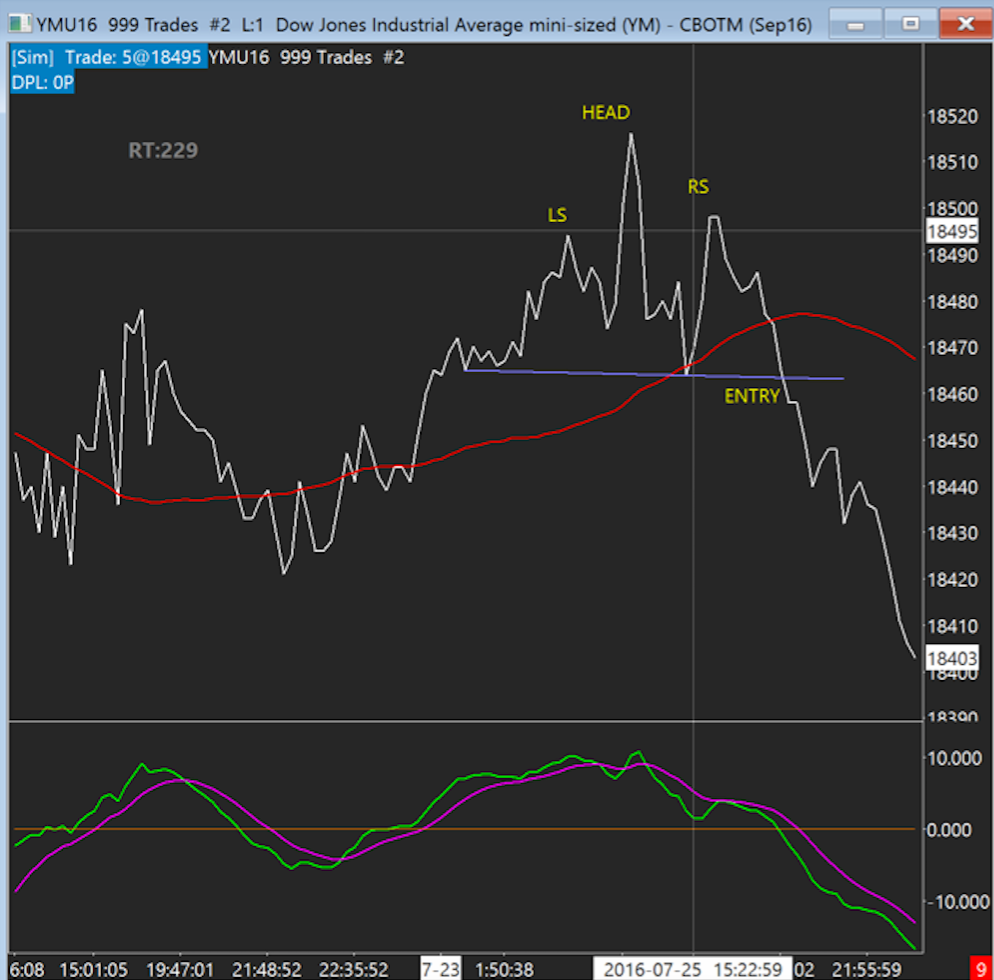 YMU16 999 Trades #2 L:1 Dow Jones Industrial Average mini-sized (YM) - CBOTM (Sep16)
[Sim] Trade: 5@18495 YMU16 999 Trades #2
DPL: 0P
HEAD
18520
RT:229
18510
RS
18500
LS
18495
18490
18480
18470
18460
ENTRY
18450
18440
18430
18420
18410
18403
18400
18390
10.000
0.000
-10.000
6:08 15:01:05 19:47:01 21:48:52 22:35:52 7-23 1:50:38 2016-07-25 15:22:59 02 21:55:59 9